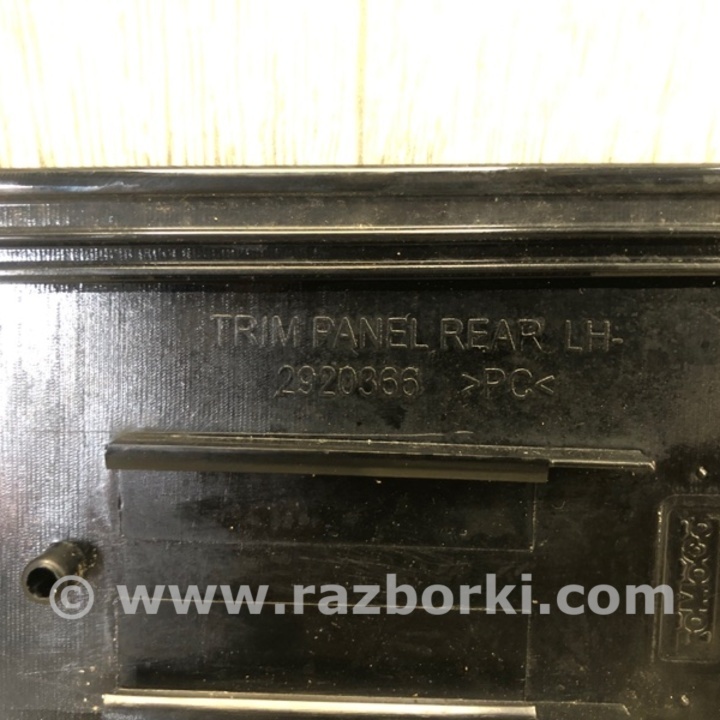 TRIM PANEL REAR LH-
2920366 >PC<
© www.razborki.com